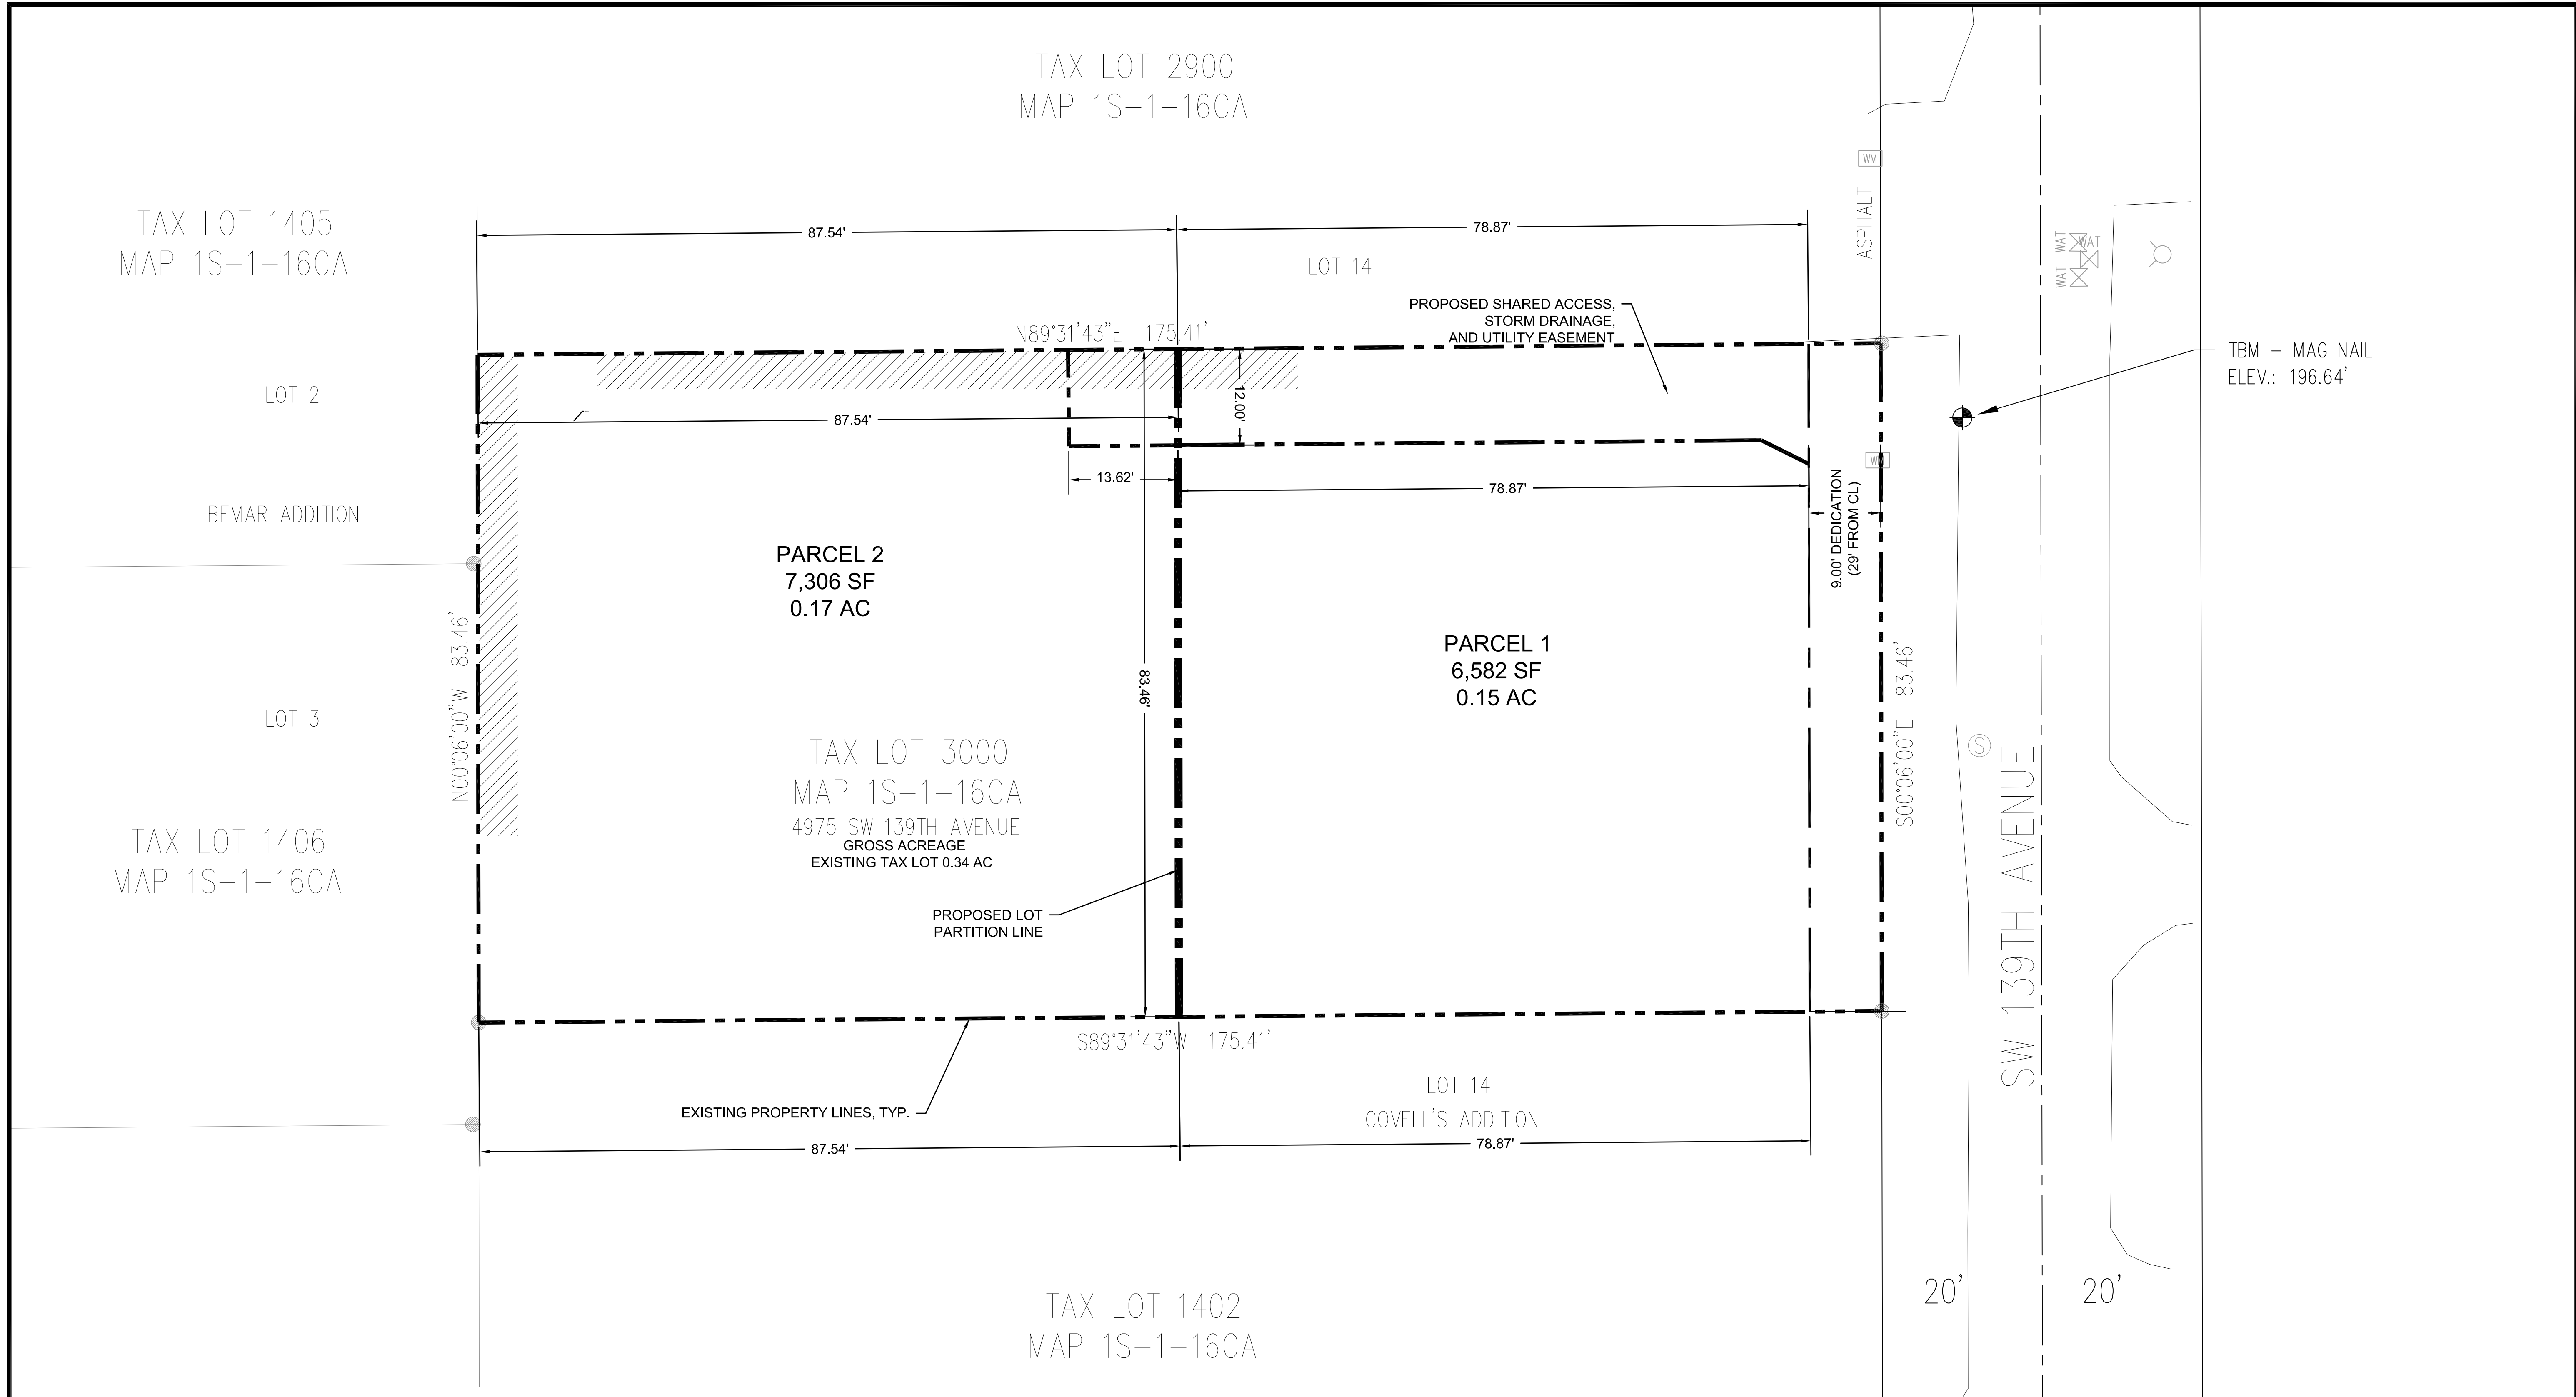 TAX LOT 2900
MAP 1S-1-16CA
TAX LOT 1405
MAP 1S-1-16CA
87.54'
78.87'
LOT 14
ASPHALT
WM
WAT
WAT
WAT
PROPOSED SHARED ACCESS,
STORM DRAINAGE,
AND UTILITY EASEMENT
N89°31'43"E 175.41'
TBM - MAG NAIL
ELEV.: 196.64'
LOT 2
87.54'
12.00'
13.62'
78.87'
WM
9.00' DEDICATION
(29' FROM CL)
BEMAR ADDITION
PARCEL 2
7,306 SF
0.17 AC
PARCEL 1
6,582 SF
0.15 AC
N00°06'00"W 83.46'
83.46'
S00°06'00"E 83.46'
LOT 3
S
SW 139TH AVENUE
TAX LOT 3000
MAP 1S-1-16CA
4975 SW 139TH AVENUE
GROSS ACREAGE
EXISTING TAX LOT 0.34 AC
TAX LOT 1406
MAP 1S-1-16CA
PROPOSED LOT
PARTITION LINE
S89°31'43"W 175.41'
EXISTING PROPERTY LINES, TYP.
LOT 14
COVELL'S ADDITION
87.54'
78.87'
20'
20'
TAX LOT 1402
MAP 1S-1-16CA